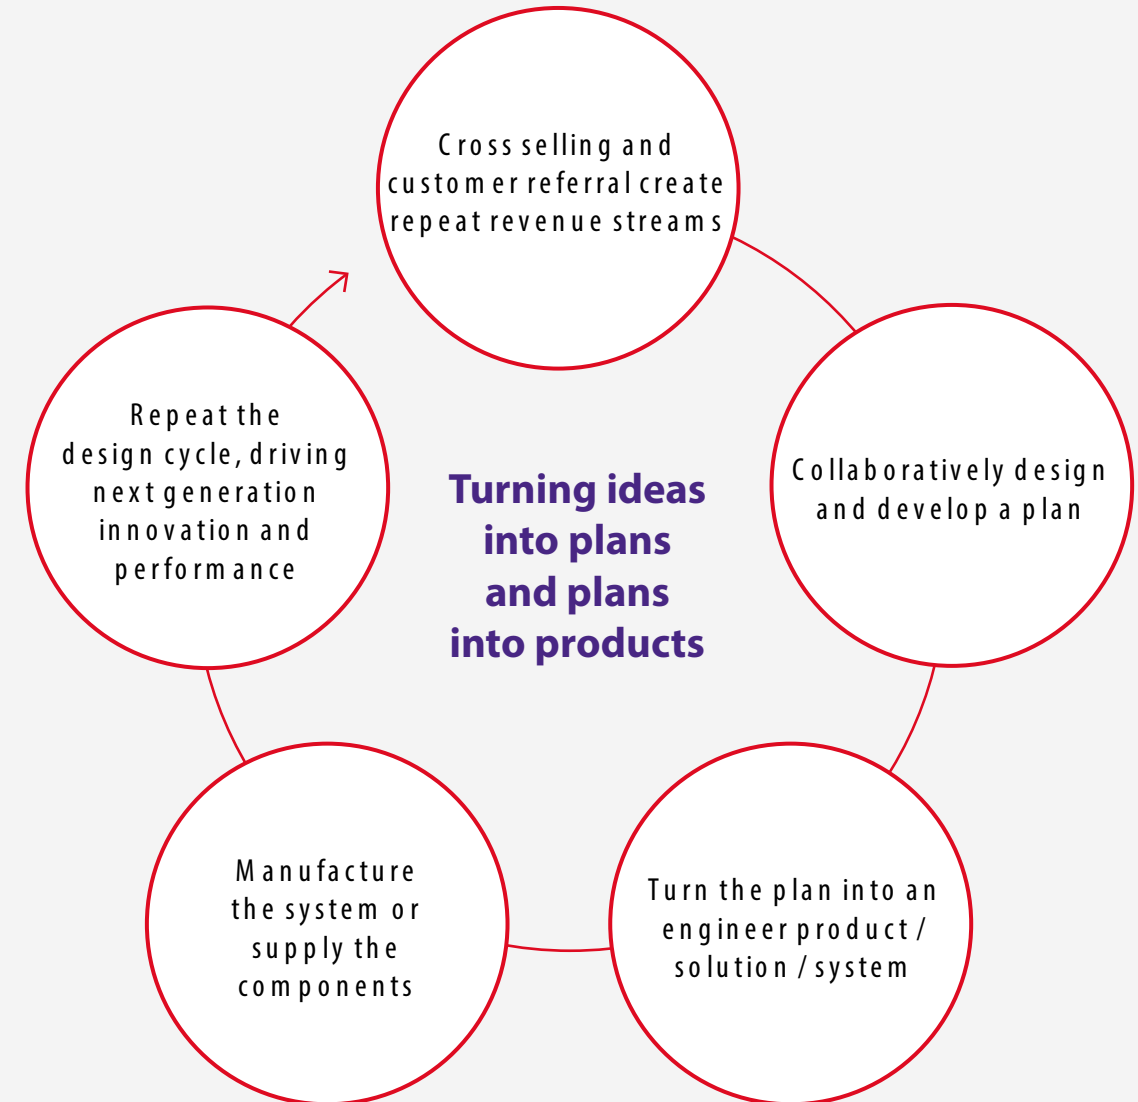 Cross selling and
customer referral create
repeat revenue streams
Collaboratively design
and develop a plan
Turn the plan into an
engineer product /
solution / system
Manufacture
the system or
supply the
components
Repeat the
design cycle, driving
next generation
innovation and
performance
Turning ideas
into plans
and plans
into products